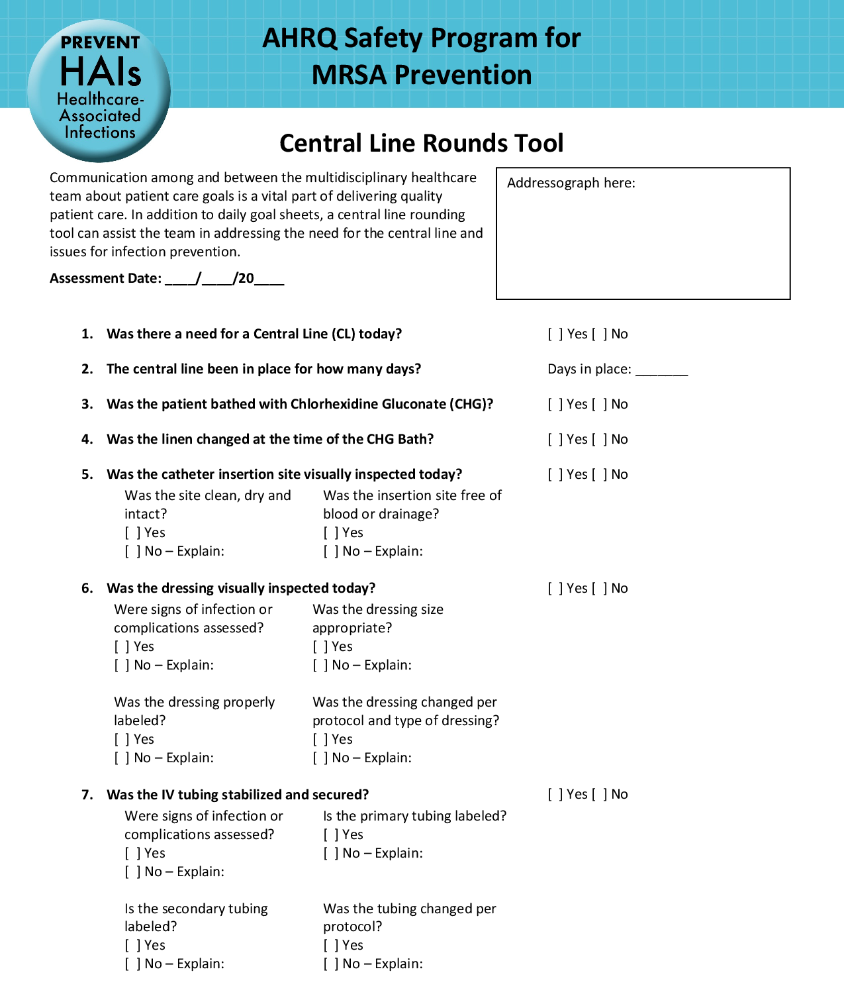 PREVENT
HAIs
Healthcare-
Associated
Infections
AHRQ Safety Program for
MRSA Prevention
Central Line Rounds Tool
Communication among and between the multidisciplinary healthcare
team about patient care goals is a vital part of delivering quality
patient care. In addition to daily goal sheets, a central line rounding
tool can assist the team in addressing the need for the central line and
issues for infection prevention.
Addressograph here:
Assessment Date: ____/____/20____
1. Was there a need for a Central Line (CL) today? [ ] Yes [ ] No
2. The central line been in place for how many days? Days in place: _______
3. Was the patient bathed with Chlorhexidine Gluconate (CHG)? [ ] Yes [ ] No
4. Was the linen changed at the time of the CHG Bath? [ ] Yes [ ] No
5. Was the catheter insertion site visually inspected today? [ ] Yes [ ] No
Was the site clean, dry and
intact?
[ ] Yes
[ ] No – Explain:
Was the insertion site free of
blood or drainage?
[ ] Yes
[ ] No – Explain:
6. Was the dressing visually inspected today? [ ] Yes [ ] No
Were signs of infection or
complications assessed?
[ ] Yes
[ ] No – Explain:
Was the dressing size
appropriate?
[ ] Yes
[ ] No – Explain:
Was the dressing properly
labeled?
[ ] Yes
[ ] No – Explain:
Was the dressing changed per
protocol and type of dressing?
[ ] Yes
[ ] No – Explain:
7. Was the IV tubing stabilized and secured? [ ] Yes [ ] No
Were signs of infection or
complications assessed?
[ ] Yes
[ ] No – Explain:
Is the primary tubing labeled?
[ ] Yes
[ ] No – Explain:
Is the secondary tubing
labeled?
[ ] Yes
[ ] No – Explain:
Was the tubing changed per
protocol?
[ ] Yes
[ ] No – Explain: